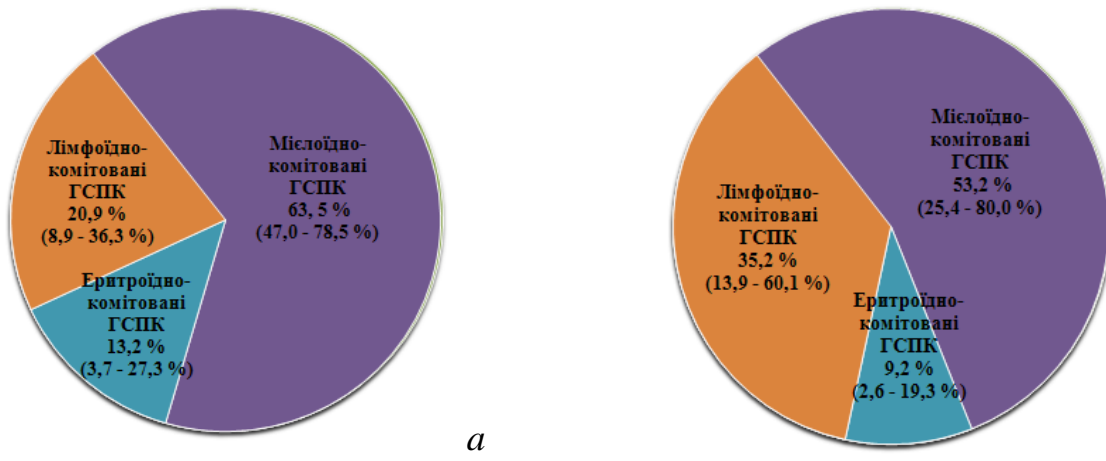 Лімфоїдно-
комітовані
ГСПК
20,9 %
(8,9 - 36,3 %)
Мієлоїдно-
комітовані
ГСПК
63, 5 %
(47,0 - 78,5 %)
Еритроїдно-
комітовані
ГСПК
13,2 %
(3,7 - 27,3 %)
а
Лімфоїдно-
комітовані
ГСПК
35,2 %
(13,9 - 60,1 %)
Мієлоїдно-
комітовані
ГСПК
53,2 %
(25,4 - 80,0 %)
Еритроїдно-
комітовані
ГСПК
9,2 %
(2,6 - 19,3 %)